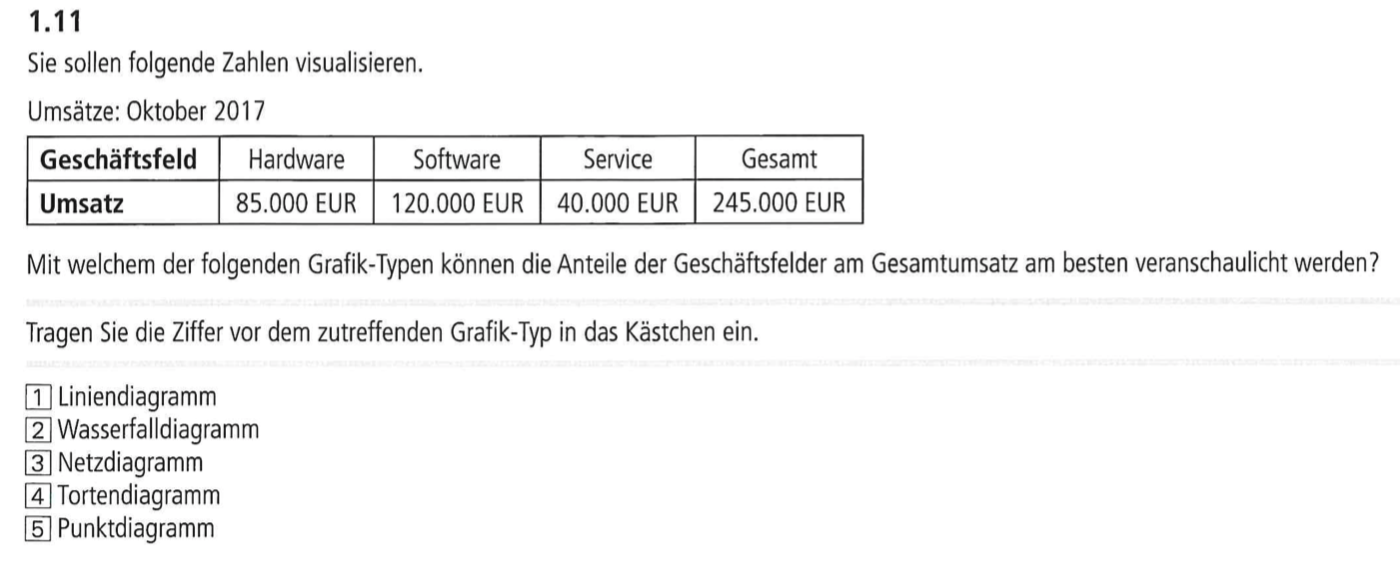 1.11
Sie sollen folgende Zahlen visualisieren.
Umsätze: Oktober 2017
Geschäftsfeld Hardware Software Service Gesamt
Umsatz 85.000 EUR 120.000 EUR 40.000 EUR 245.000 EUR
Mit welchem der folgenden Grafik-Typen können die Anteile der Geschäftsfelder am Gesamtumsatz am besten veranschaulicht werden?
Tragen Sie die Ziffer vor dem zutreffenden Grafik-Typ in das Kästchen ein.
1 Liniendiagramm
2 Wasserfalldiagramm
3 Netzdiagramm
4 Tortendiagramm
5 Punktdiagramm